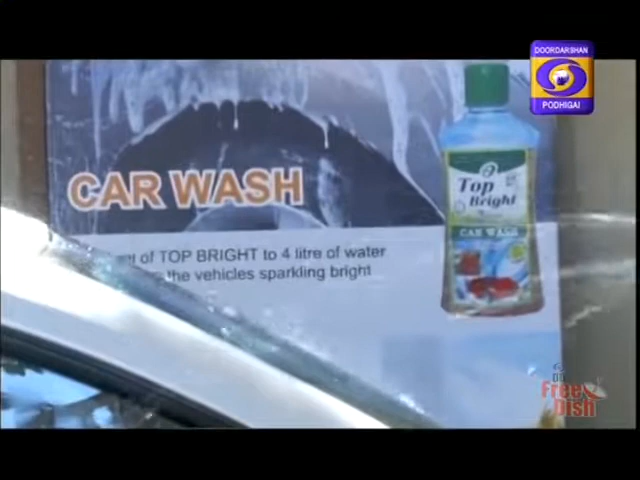 DOORDARSHAN
PODHIGAI
CAR WASH
Top
Bright
CAR WASH
of TOP BRIGHT to 4 litre of water
the vehicles sparkling bright
DD
Free
Dish